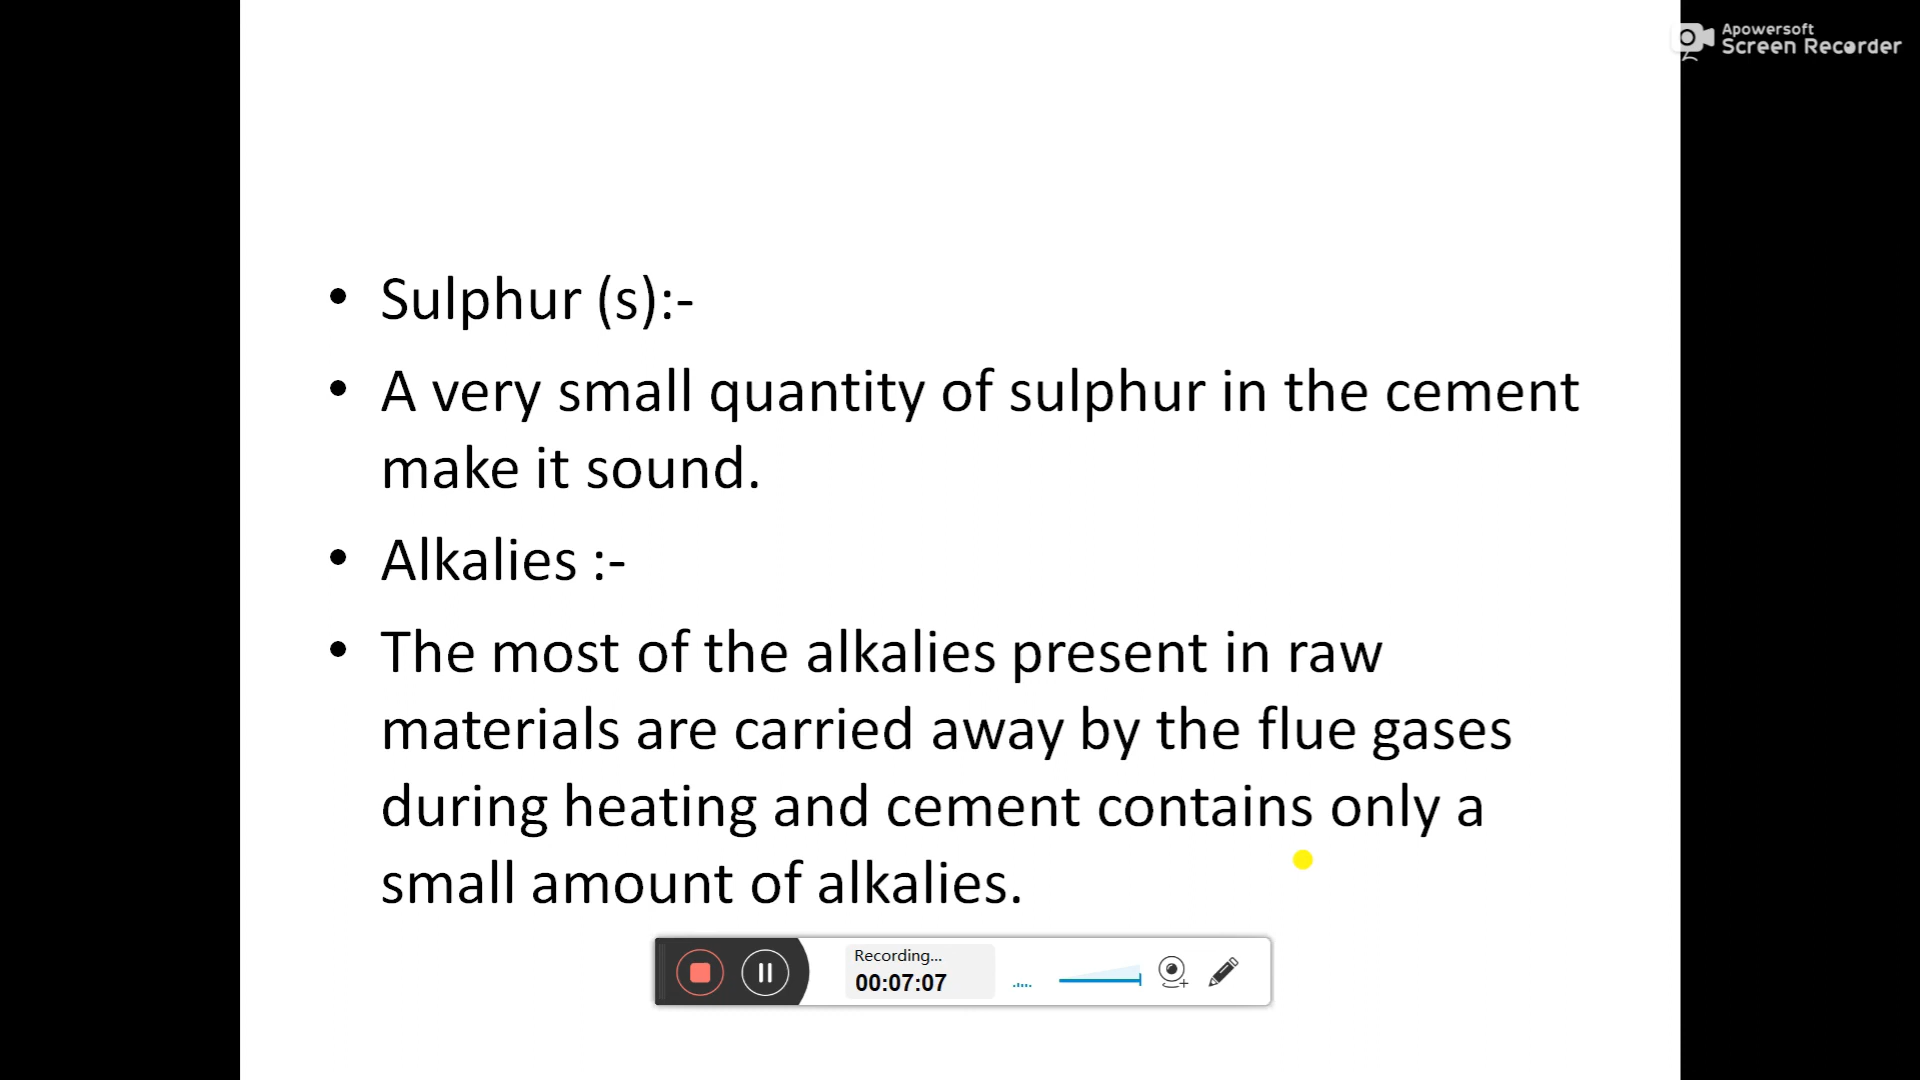 Apowersoft
Screen Recorder
• Sulphur (s):-
• A very small quantity of sulphur in the cement
make it sound.
• Alkalies :-
• The most of the alkalies present in raw
materials are carried away by the flue gases
during heating and cement contains only a
small amount of alkalies.
Recording...
00:07:07